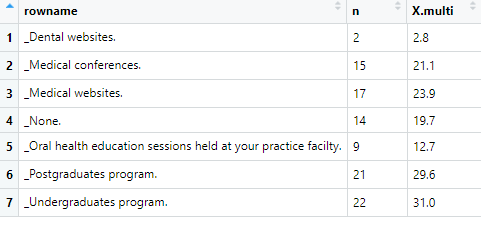 rowname n X.multi
1 _Dental websites. 2 2.8
2 _Medical conferences. 15 21.1
3 _Medical websites. 17 23.9
4 _None. 14 19.7
5 _Oral health education sessions held at your practice facilty. 9 12.7
6 _Postgraduates program. 21 29.6
7 _Undergraduates program. 22 31.0